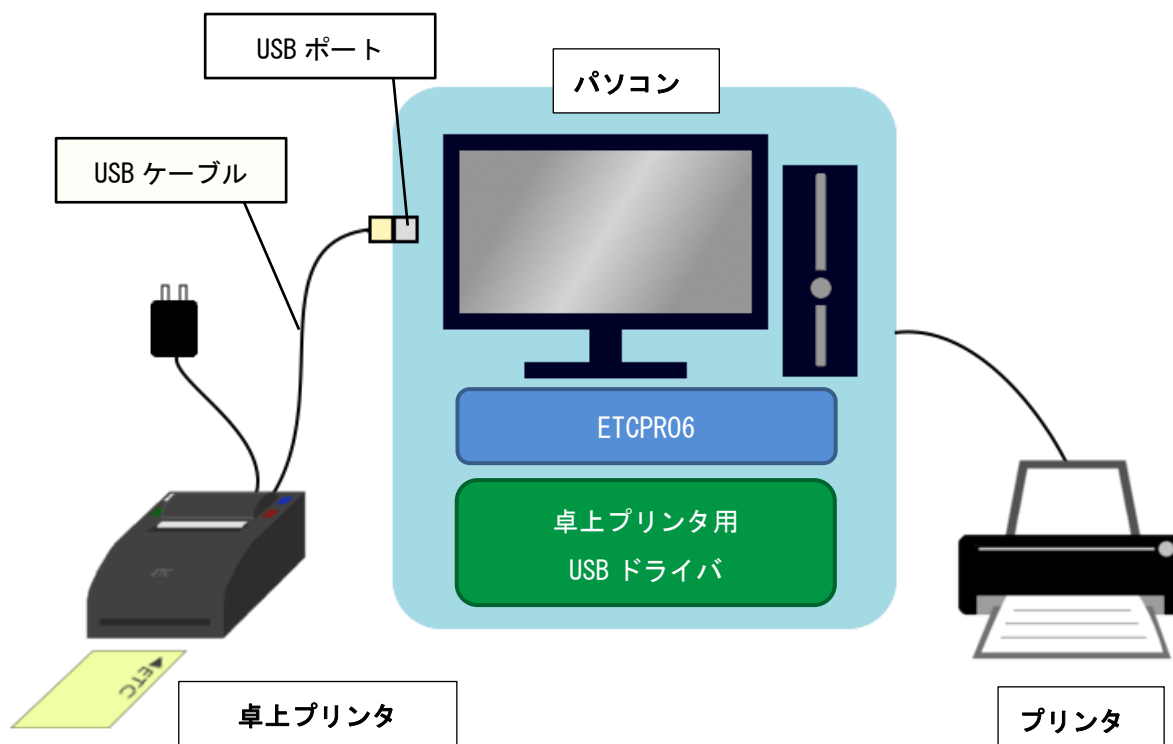 USB ポート
パソコン
USB ケーブル
ETCPRO6
卓上プリンタ用
USB ドライバ
◀ETC
卓上プリンタ
プリンタ